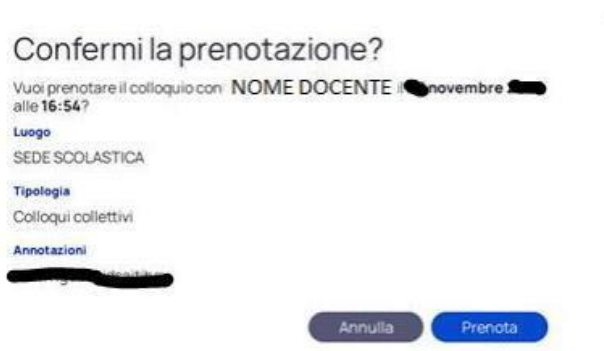 Confermi la prenotazione?
Vuoi prenotare il colloquio con NOME DOCENTE il novembre
alle 16:54?
Luogo
SEDE SCOLASTICA
Tipologia
Colloqui collettivi
Annotazioni
Annulla Prenota